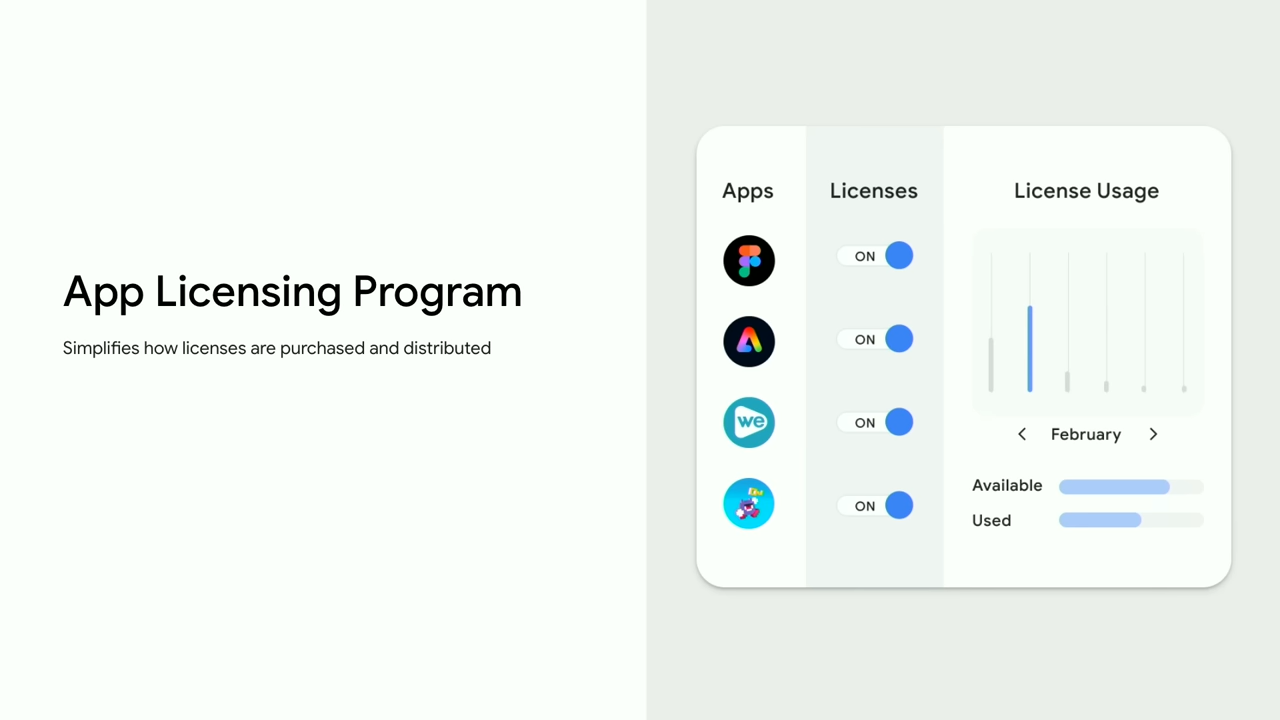 App Licensing Program
Simplifies how licenses are purchased and distributed
Apps
Licenses
License Usage
ON
ON
we
ON
ON
February
Available
Used